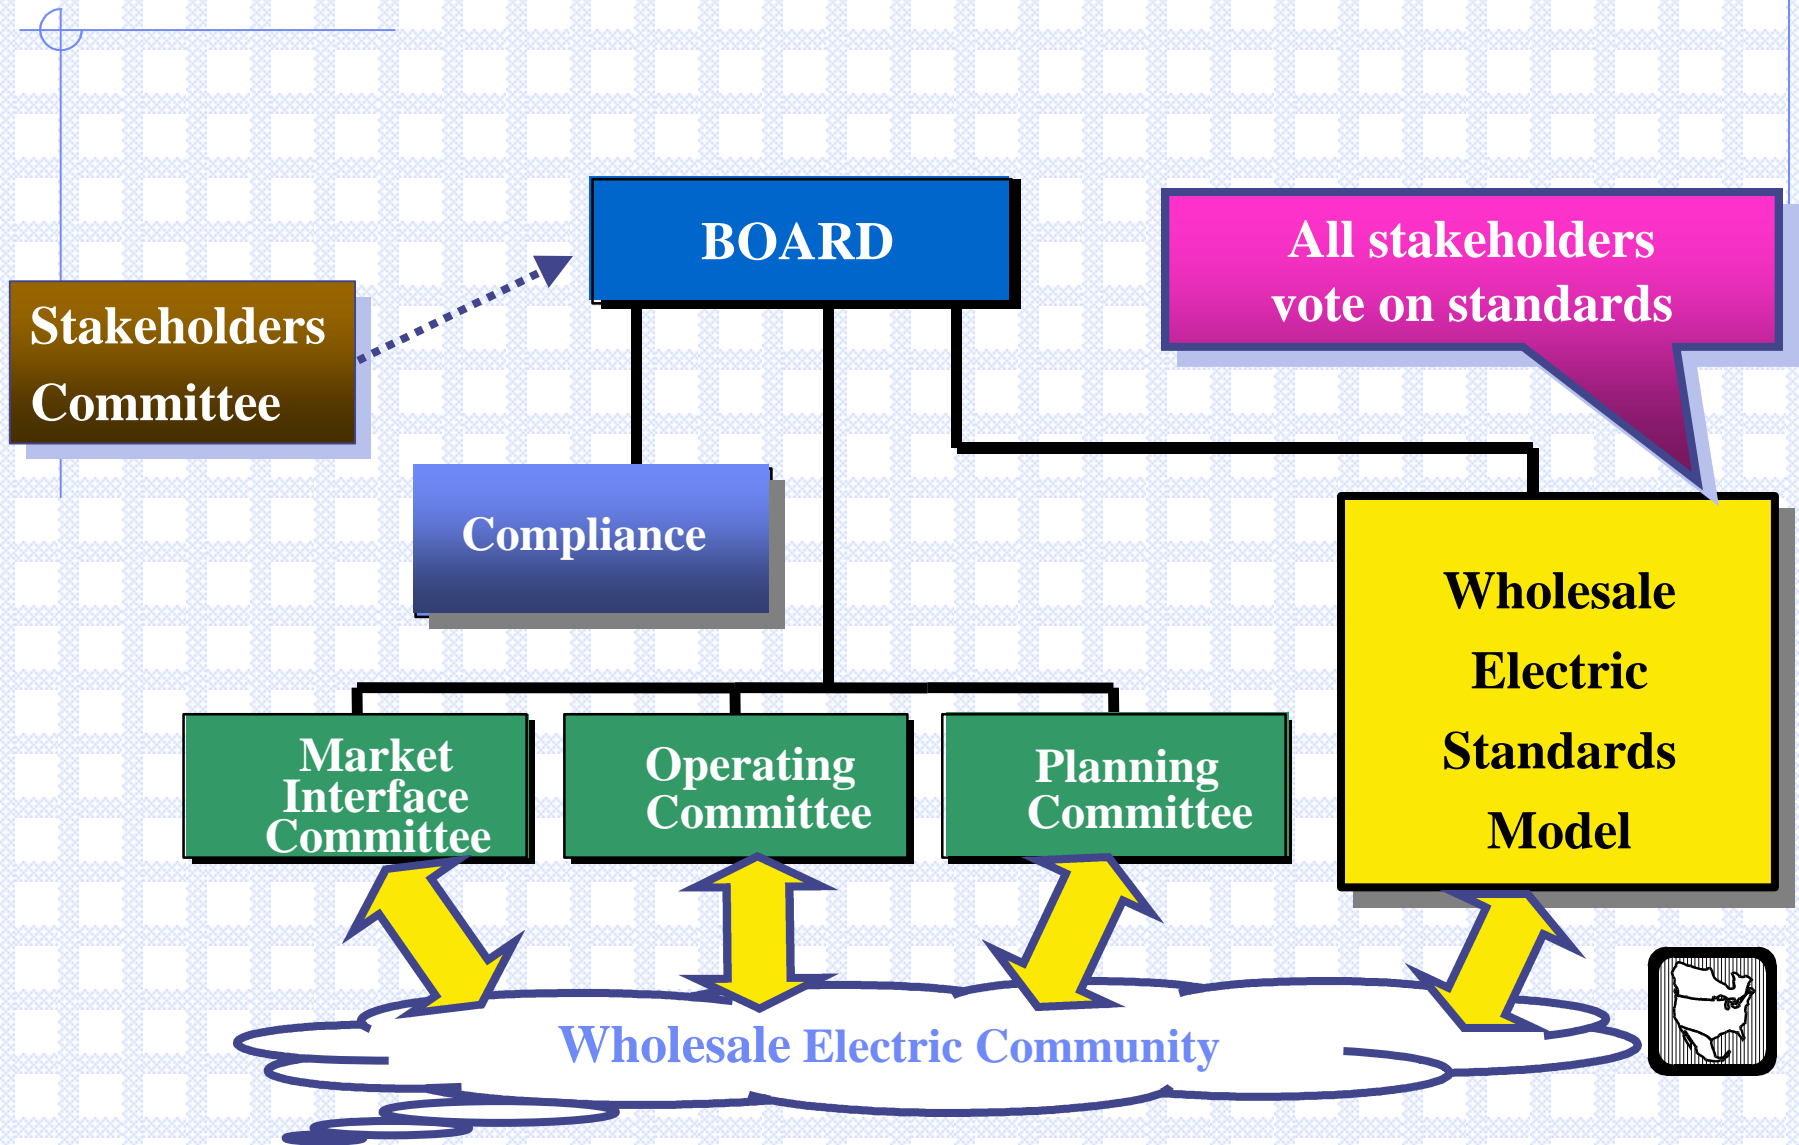 BOARD
All stakeholders
vote on standards
Stakeholders
Committee
Compliance
Wholesale
Electric
Standards
Model
Market
Interface
Committee
Operating
Committee
Planning
Committee
Wholesale Electric Community